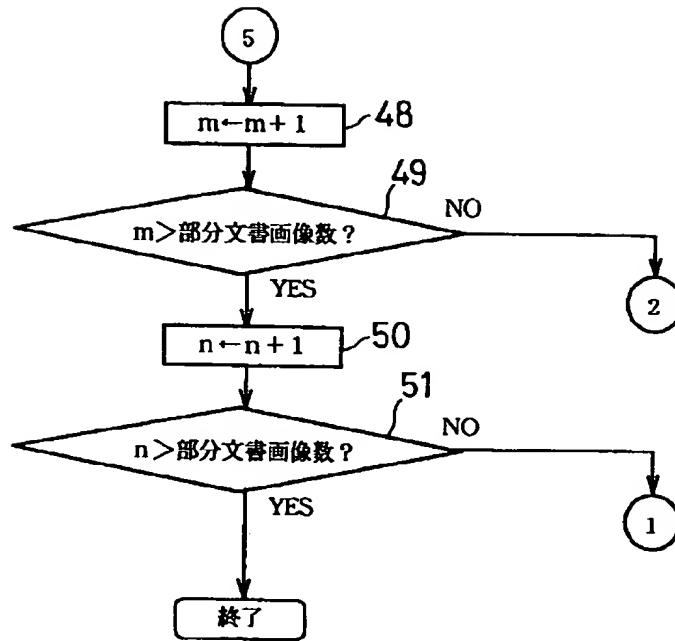 5
m←m+1
48
49
m>部分文書画像数?
NO
2
YES
n←n+1
50
51
n>部分文書画像数?
NO
1
YES
終了